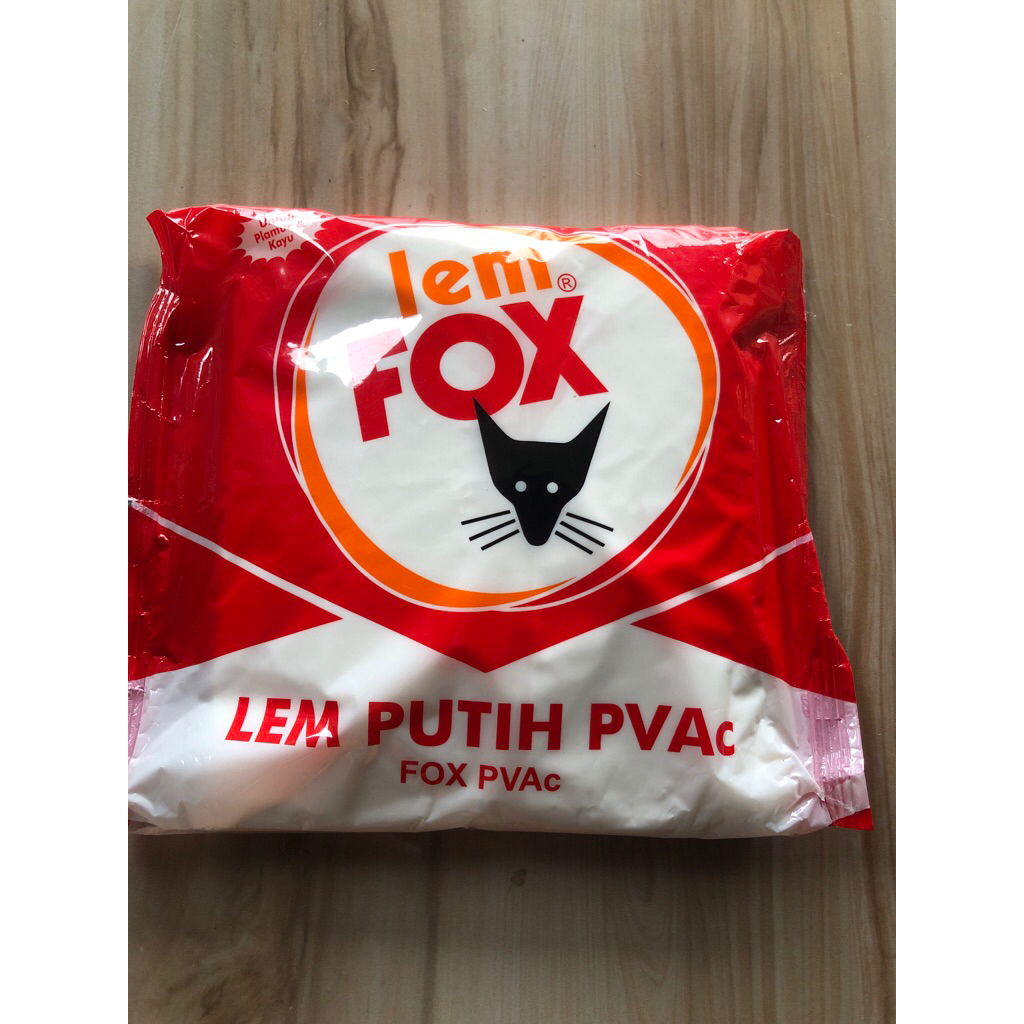 Untuk
Plamur &
Kayu
lem®
FOX
LEM PUTIH PVAc
FOX PVAc